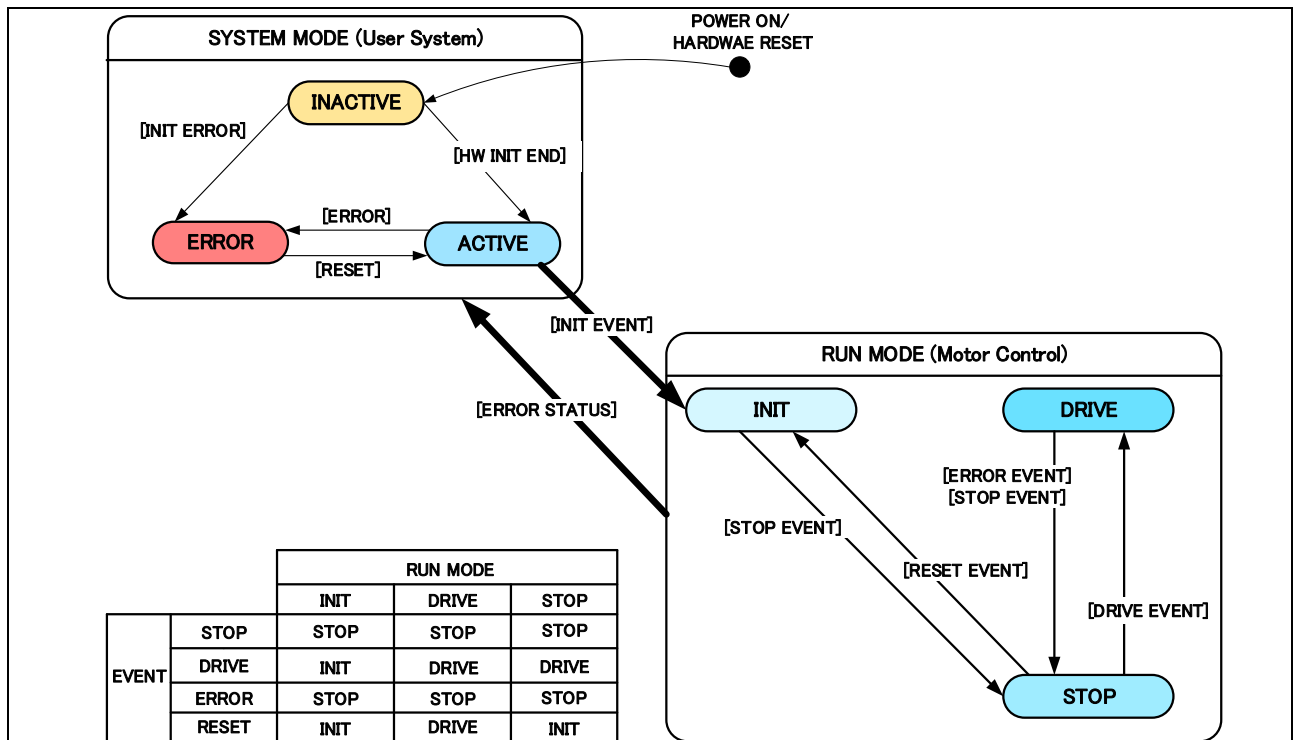 POWER ON/
HARDWAE RESET
SYSTEM MODE (User System)
INACTIVE
[INIT ERROR]
[HW INIT END]
[ERROR]
ERROR
ACTIVE
[RESET]
[INIT EVENT]
[ERROR STATUS]
RUN MODE (Motor Control)
INIT
DRIVE
[ERROR EVENT]
[STOP EVENT]
[STOP EVENT]
[RESET EVENT]
[DRIVE EVENT]
STOP
RUN MODE
INIT DRIVE STOP
EVENT
STOP STOP STOP STOP
DRIVE INIT DRIVE DRIVE
ERROR STOP STOP STOP
RESET INIT DRIVE INIT